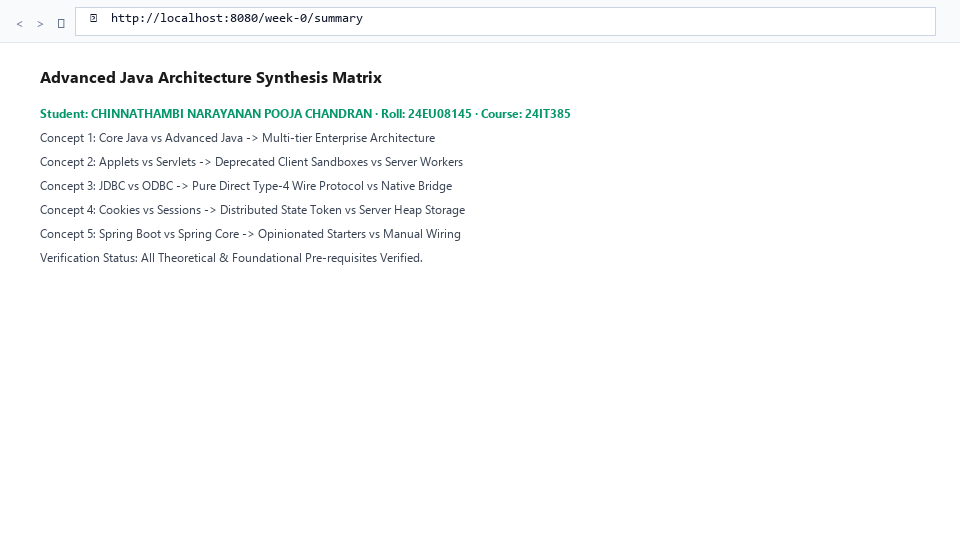 < > http://localhost:8080/week-0/summary
Advanced Java Architecture Synthesis Matrix
Student: CHINNATHAMBI NARAYANAN POOJA CHANDRAN · Roll: 24EU08145 · Course: 24IT385
Concept 1: Core Java vs Advanced Java -> Multi-tier Enterprise Architecture
Concept 2: Applets vs Servlets -> Deprecated Client Sandboxes vs Server Workers
Concept 3: JDBC vs ODBC -> Pure Direct Type-4 Wire Protocol vs Native Bridge
Concept 4: Cookies vs Sessions -> Distributed State Token vs Server Heap Storage
Concept 5: Spring Boot vs Spring Core -> Opinionated Starters vs Manual Wiring
Verification Status: All Theoretical & Foundational Pre-requisites Verified.